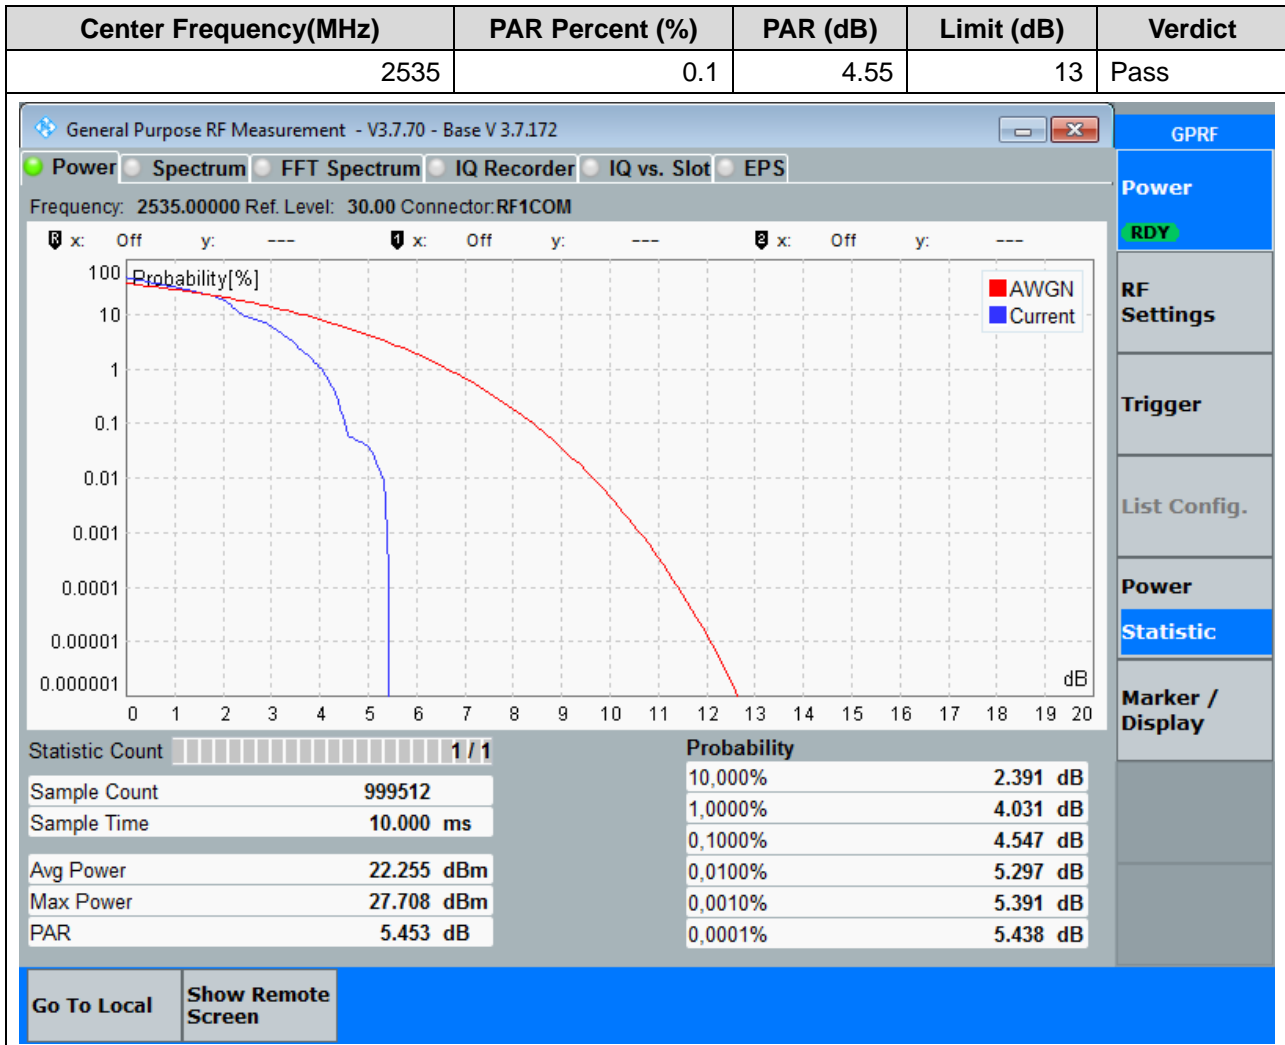 Center Frequency(MHz) PAR Percent (%) PAR (dB) Limit (dB) Verdict
2535 0.1 4.55 13 Pass
General Purpose RF Measurement - V3.7.70 - Base V 3.7.172
GPRF
Power Spectrum FFT Spectrum IQ Recorder IQ vs. Slot EPS
Frequency: 2535.00000 Ref. Level: 30.00 Connector:RF1COM
R x: Off y: --- 1 x: Off y: --- 2 x: Off y: ---
Probability[%]
AWGN
Current
100
10
1
0.1
0.01
0.001
0.0001
0.00001
0.000001
dB
0 1 2 3 4 5 6 7 8 9 10 11 12 13 14 15 16 17 18 19 20
Statistic Count 1 / 1
Sample Count 999512
Sample Time 10.000 ms
Avg Power 22.255 dBm
Max Power 27.708 dBm
PAR 5.453 dB
Probability
10,000% 2.391 dB
1,0000% 4.031 dB
0,1000% 4.547 dB
0,0100% 5.297 dB
0,0010% 5.391 dB
0,0001% 5.438 dB
Power
RDY
RF
Settings
Trigger
List Config.
Power
Statistic
Marker /
Display
Go To Local
Show Remote
Screen